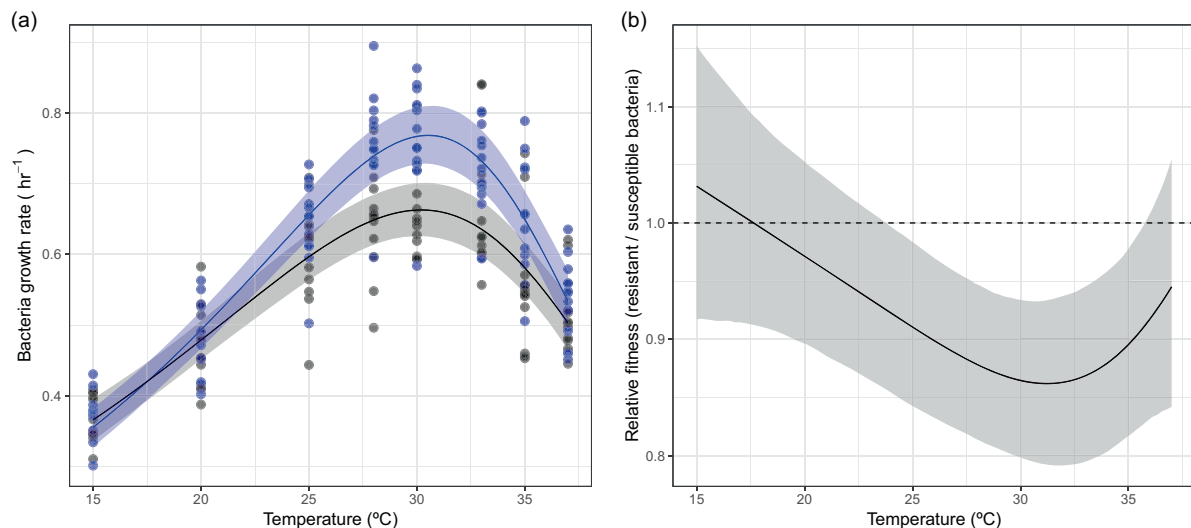 (a)
Bacteria growth rate ( hr⁻¹ )
0.8
0.6
0.4
15 20 25 30 35
Temperature (ºC)
(b)
Relative fitness (resistant / susceptible bacteria)
1.1
1.0
0.9
0.8
15 20 25 30 35
Temperature (ºC)